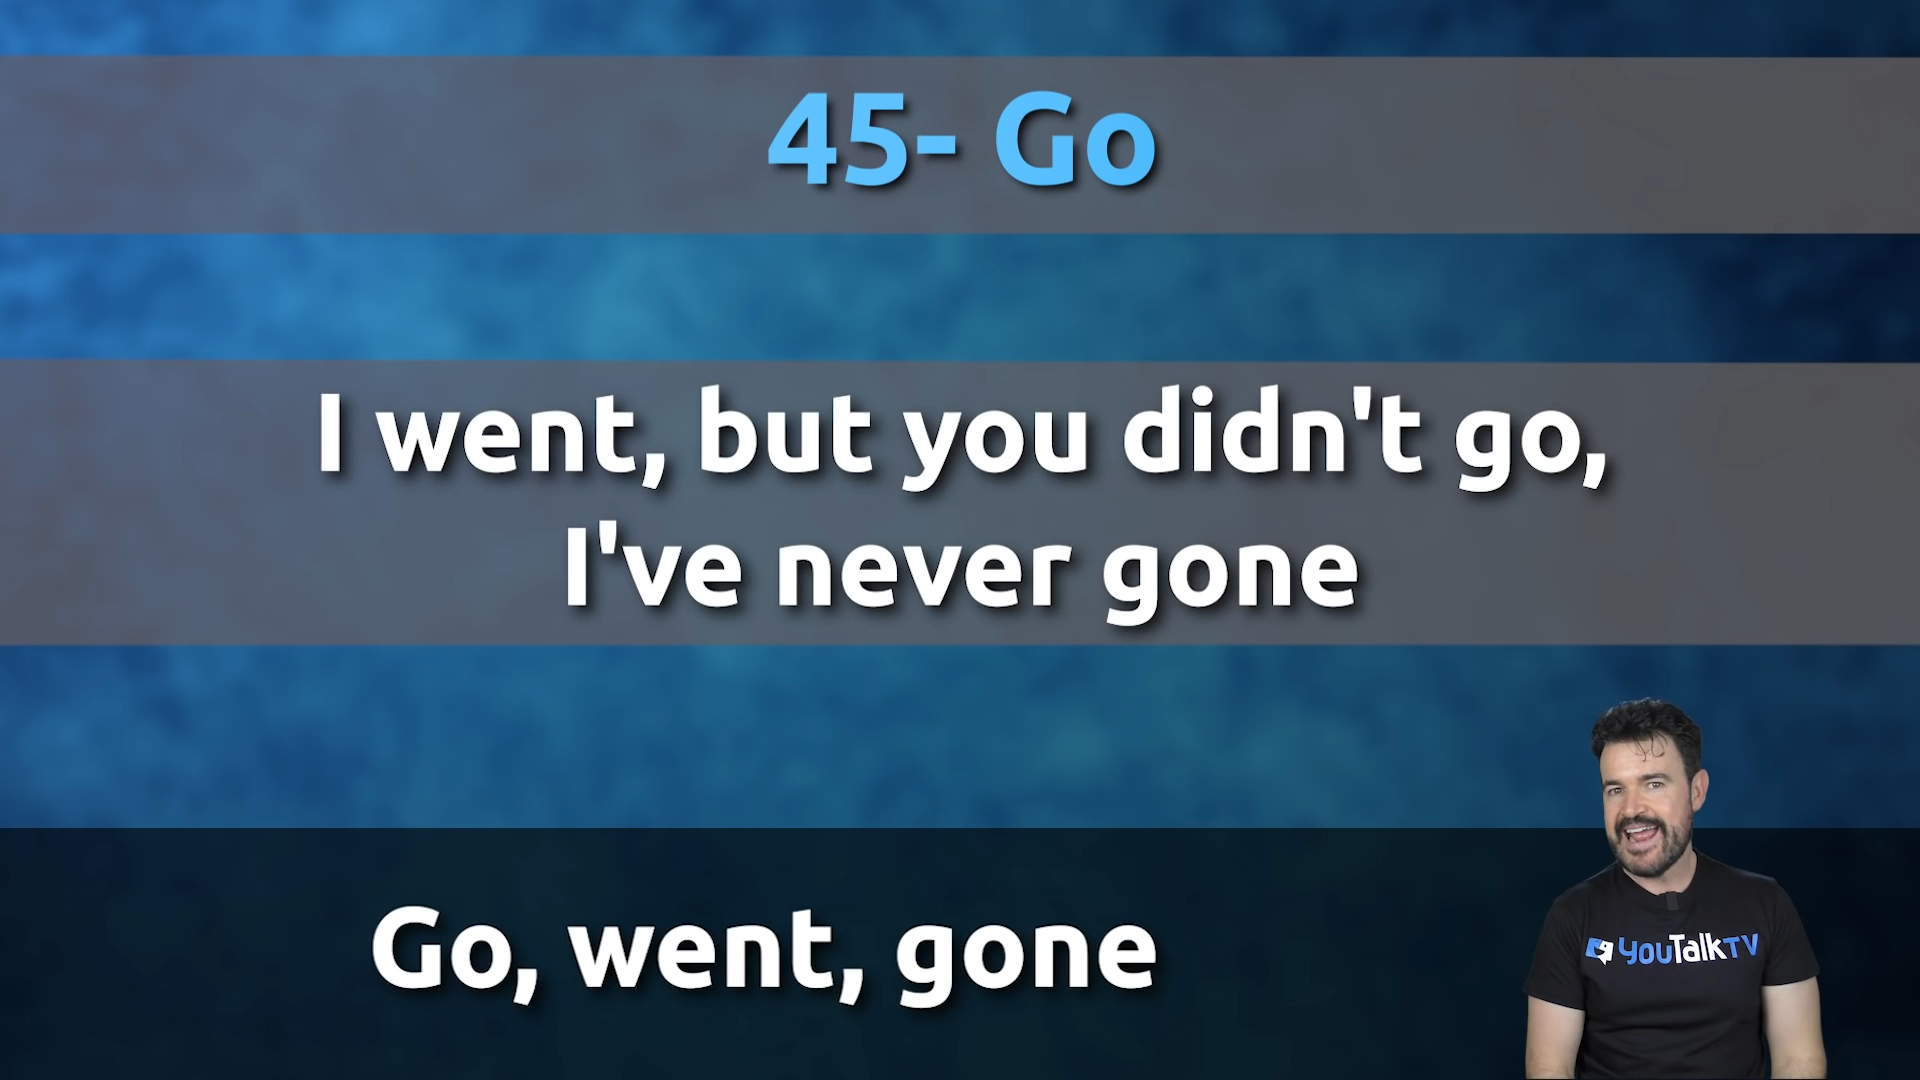 45- Go
I went, but you didn't go,
I've never gone
Go, went, gone
YouTalkTV